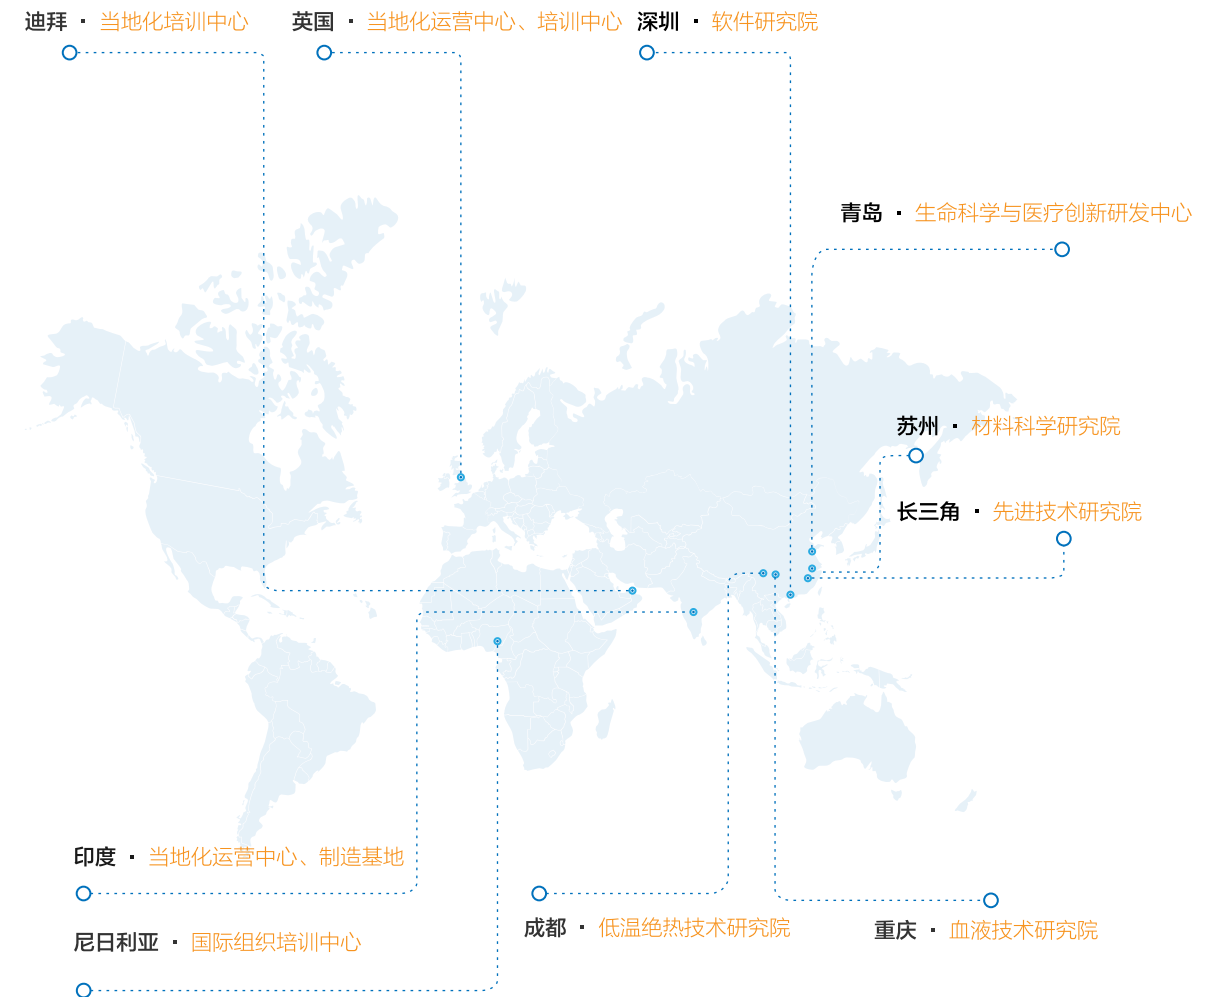 迪拜 · 当地化培训中心
英国 · 当地化运营中心、培训中心
深圳 · 软件研究院
青岛 · 生命科学与医疗创新研发中心
苏州 · 材料科学研究院
长三角 · 先进技术研究院
印度 · 当地化运营中心、制造基地
成都 · 低温绝热技术研究院
重庆 · 血液技术研究院
尼日利亚 · 国际组织培训中心